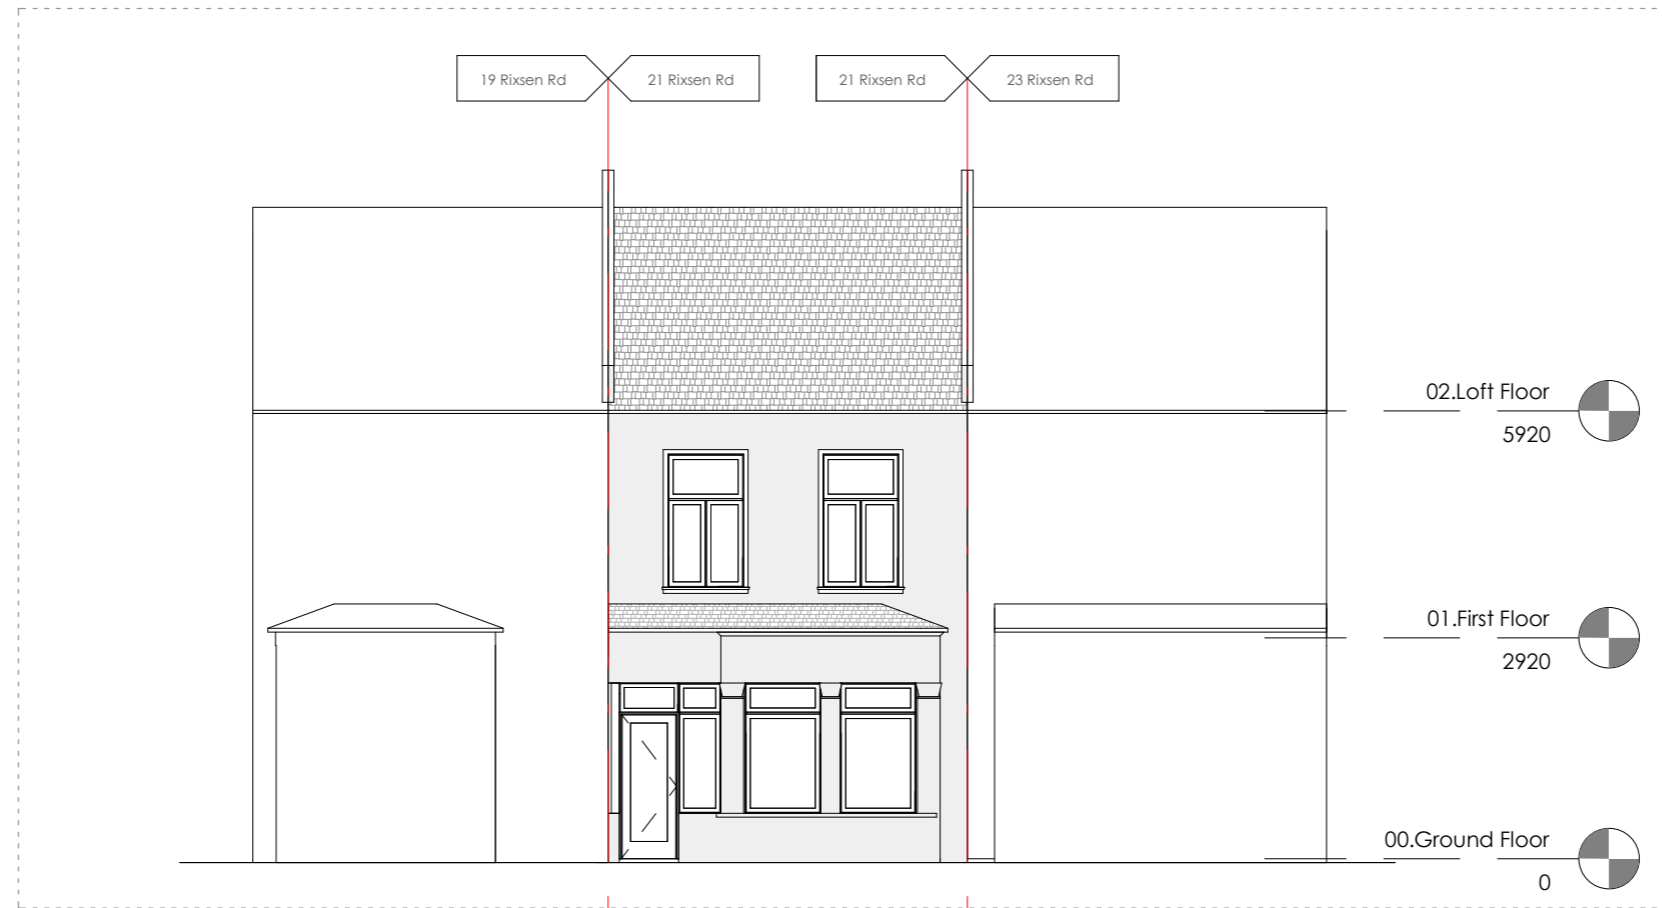 19 Rixsen Rd
21 Rixsen Rd
21 Rixsen Rd
23 Rixsen Rd
02.Loft Floor
5920
01.First Floor
2920
00.Ground Floor
0